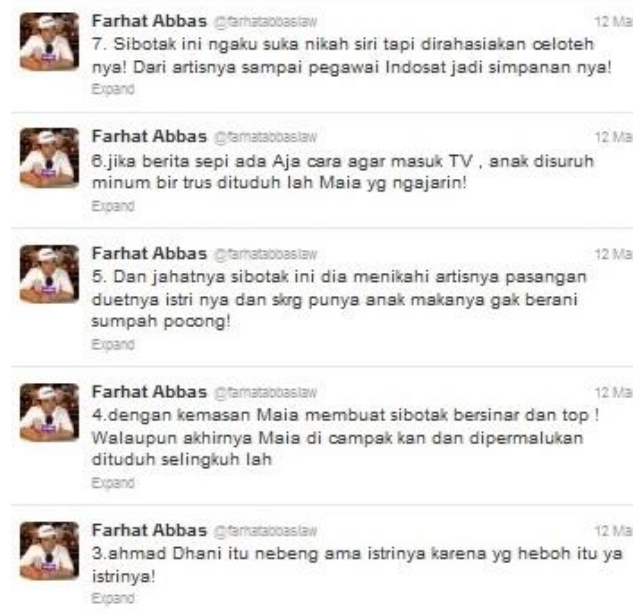 Farhat Abbas @farhatabbaslaw 12 Ma
7. Sibotak ini ngaku suka nikah siri tapi dirahasiakan celoteh
nya! Dari artisnya sampai pegawai Indosat jadi simpanan nya!
Expand
Farhat Abbas @farhatabbaslaw 12 Ma
6.jika berita sepi ada Aja cara agar masuk TV , anak disuruh
minum bir trus dituduh lah Maia yg ngajarin!
Expand
Farhat Abbas @farhatabbaslaw 12 Ma
5. Dan jahatnya sibotak ini dia menikahi artisnya pasangan
duetnya istri nya dan skrg punya anak makanya gak berani
sumpah pocong!
Expand
Farhat Abbas @farhatabbaslaw 12 Ma
4.dengan kemasan Maia membuat sibotak bersinar dan top !
Walaupun akhirnya Maia di campak kan dan dipermalukan
dituduh selingkuh lah
Expand
Farhat Abbas @farhatabbaslaw 12 Ma
3.ahmad Dhani itu nebeng ama istrinya karena yg heboh itu ya
istrinya!
Expand